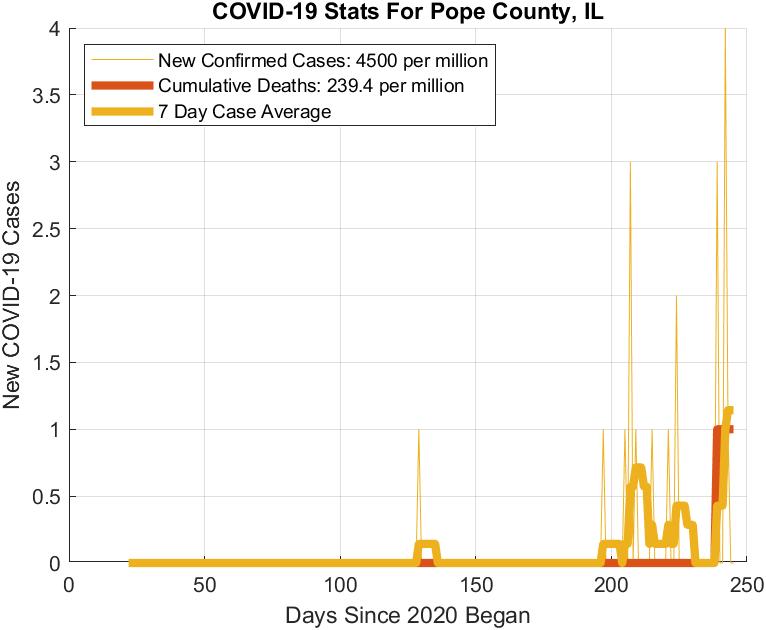 COVID-19 Stats For Pope County, IL
New Confirmed Cases: 4500 per million
Cumulative Deaths: 239.4 per million
7 Day Case Average
New COVID-19 Cases
4
3.5
3
2.5
2
1.5
1
0.5
0
0 50 100 150 200 250
Days Since 2020 Began